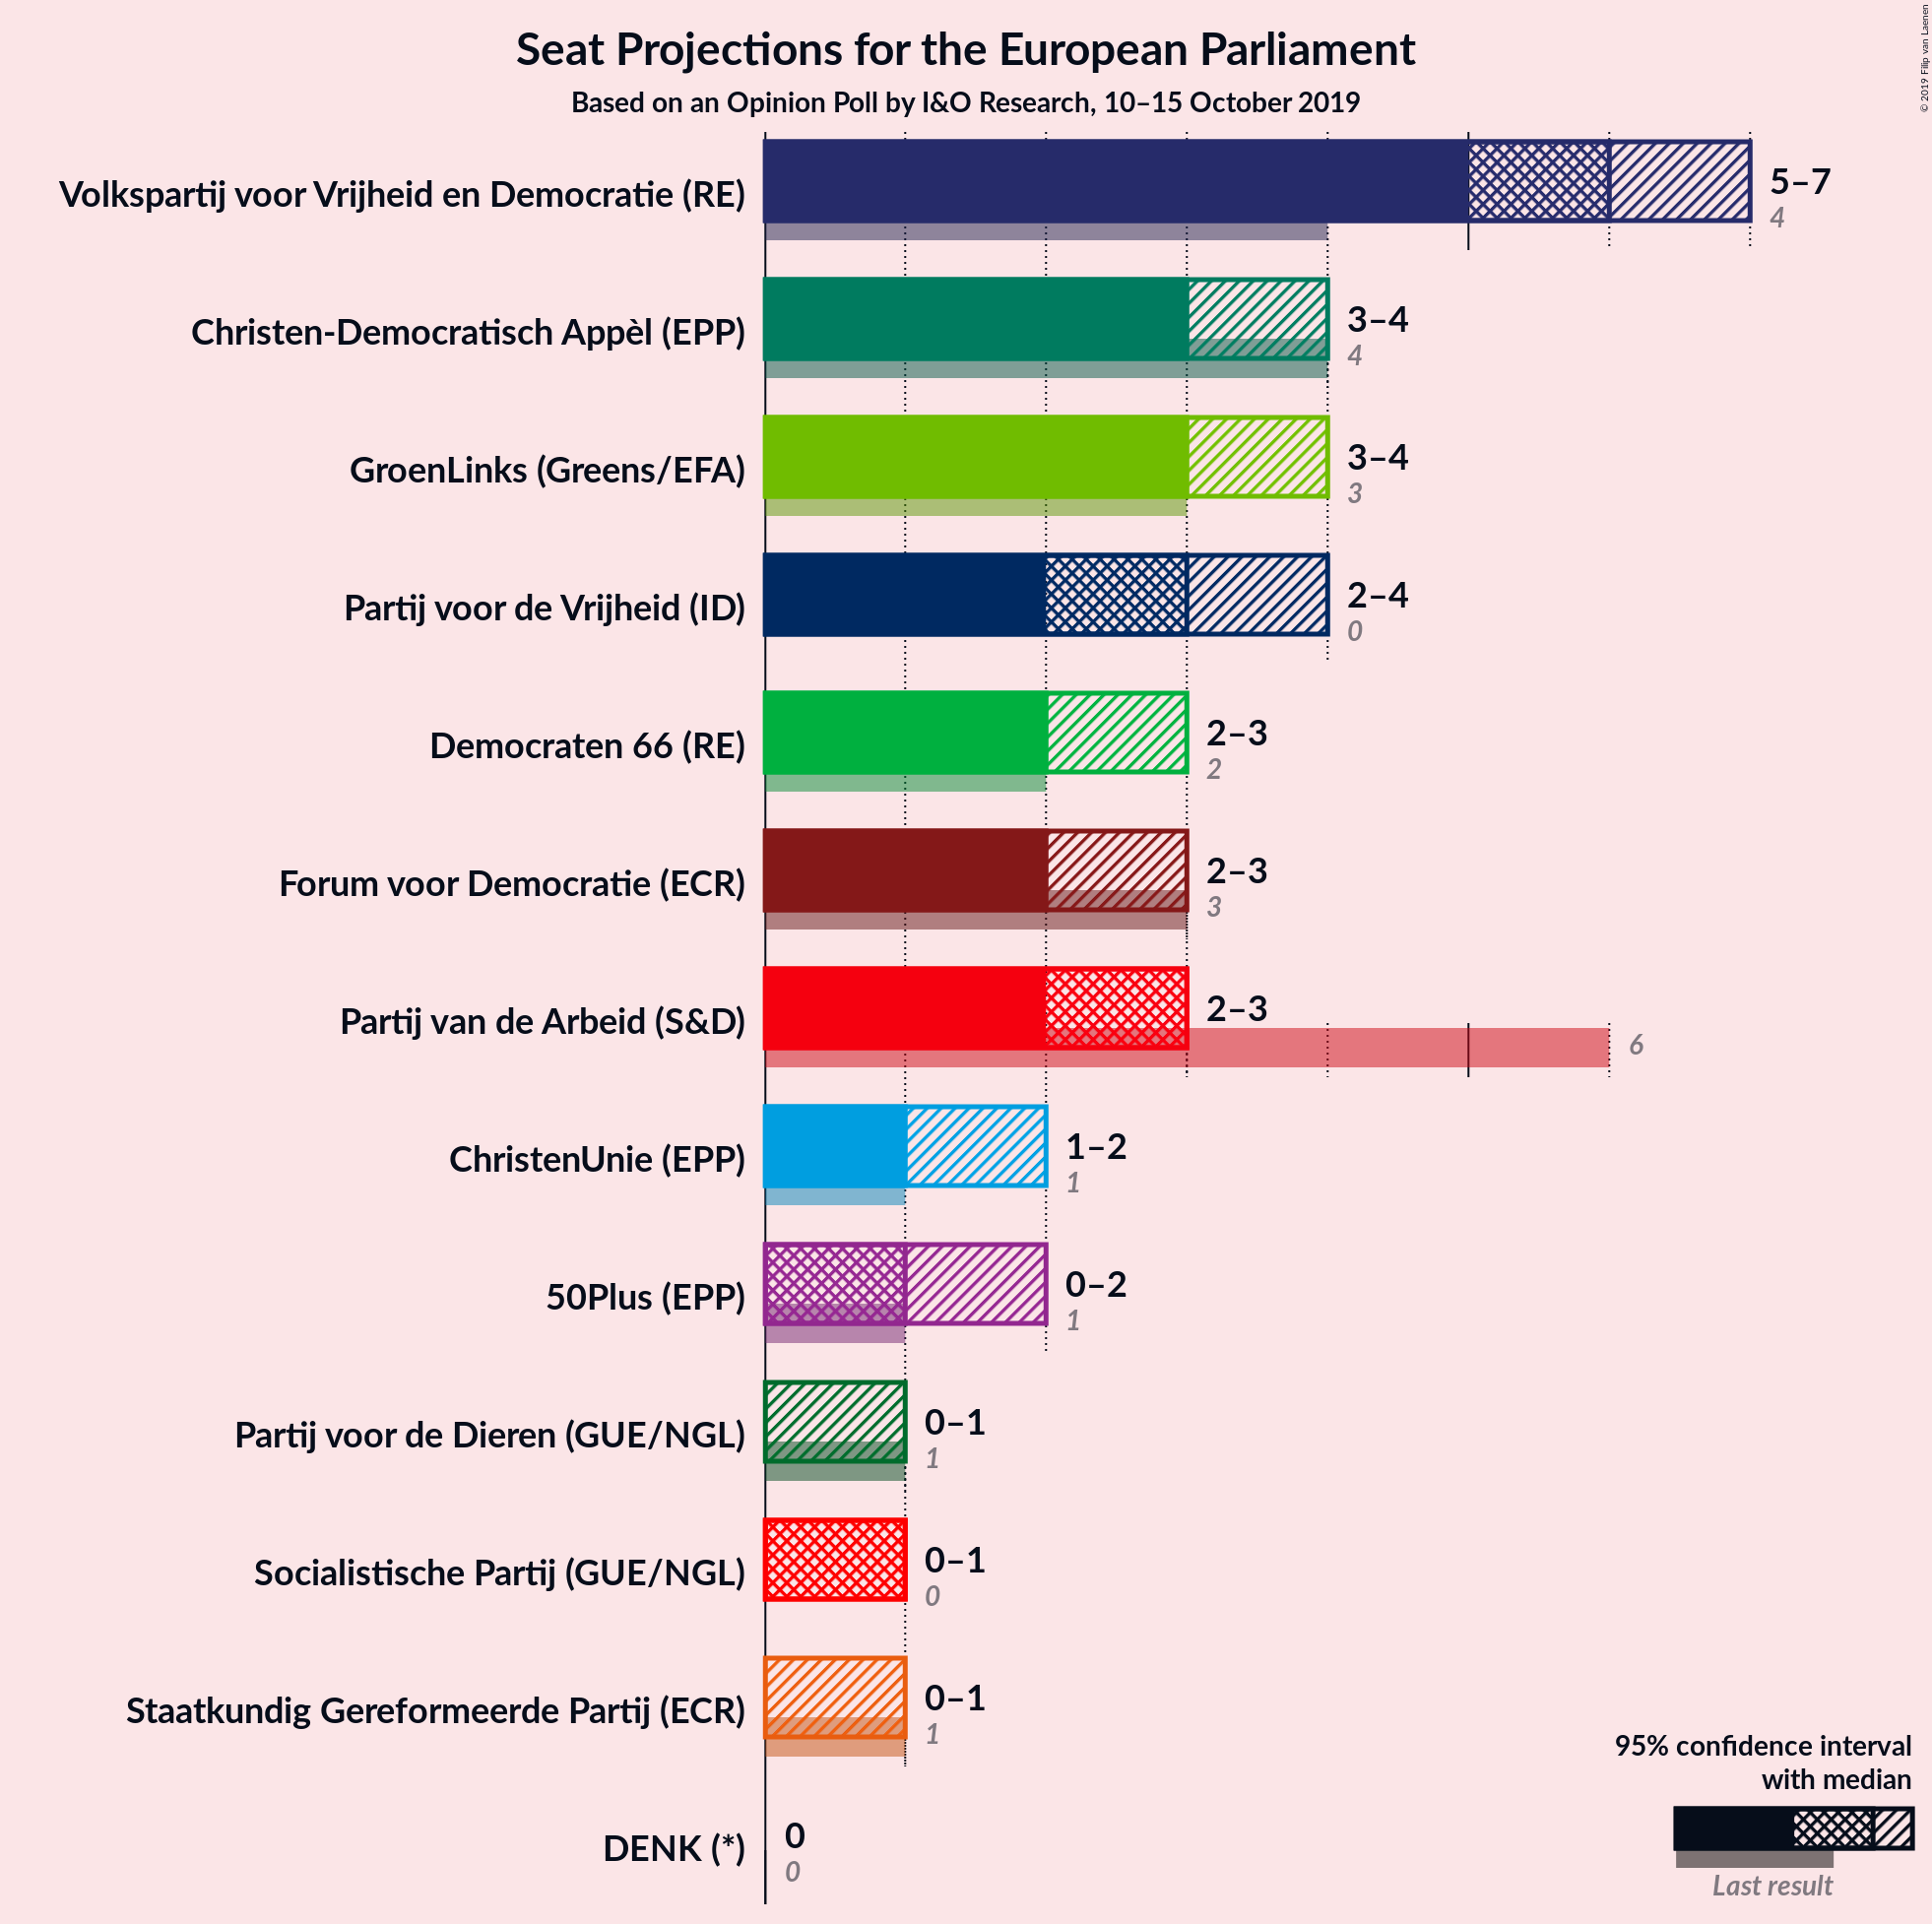 Seat Projections for the European Parliament
Based on an Opinion Poll by I&O Research, 10–15 October 2019
© 2019 Filip van Laenen
Volkspartij voor Vrijheid en Democratie (RE)
5–7
4
Christen-Democratisch Appèl (EPP)
3–4
4
GroenLinks (Greens/EFA)
3–4
3
Partij voor de Vrijheid (ID)
2–4
0
Democraten 66 (RE)
2–3
2
Forum voor Democratie (ECR)
2–3
3
Partij van de Arbeid (S&D)
2–3
6
ChristenUnie (EPP)
1–2
1
50Plus (EPP)
0–2
1
Partij voor de Dieren (GUE/NGL)
0–1
1
Socialistische Partij (GUE/NGL)
0–1
0
Staatkundig Gereformeerde Partij (ECR)
0–1
1
DENK (*)
0
0
95% confidence interval
with median
Last result